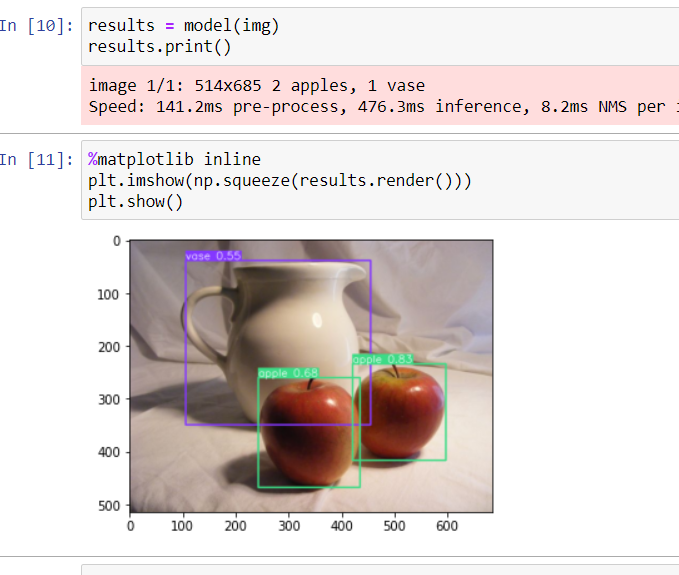 In [10]:
results = model(img)
results.print()
image 1/1: 514x685 2 apples, 1 vase
Speed: 141.2ms pre-process, 476.3ms inference, 8.2ms NMS per
In [11]:
%matplotlib inline
plt.imshow(np.squeeze(results.render()))
plt.show()
0
vase 0.55
100
200
apple 0.83
apple 0.68
300
400
500
0 100 200 300 400 500 600